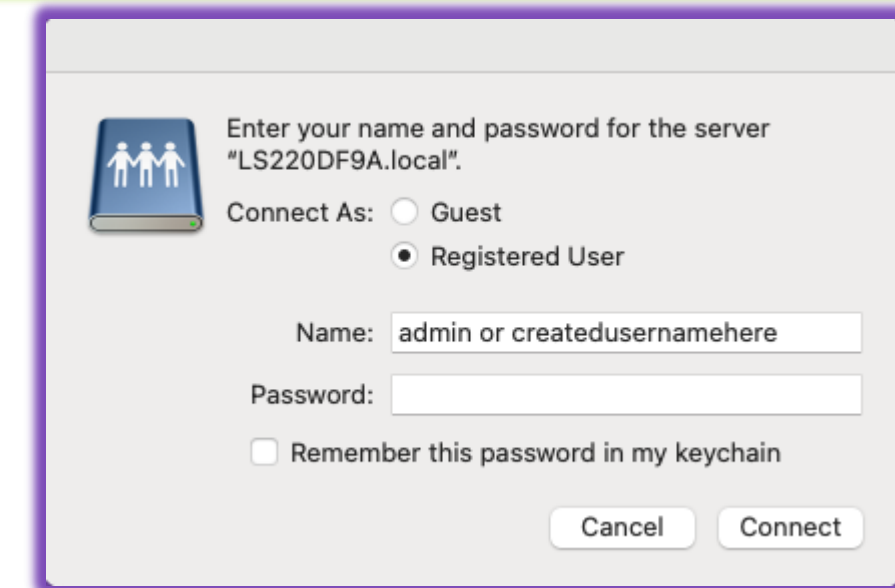 Enter your name and password for the server
“LS220DF9A.local”.
Connect As: Guest
Registered User
Name: admin or createdusernamehere
Password:
Remember this password in my keychain
Cancel Connect